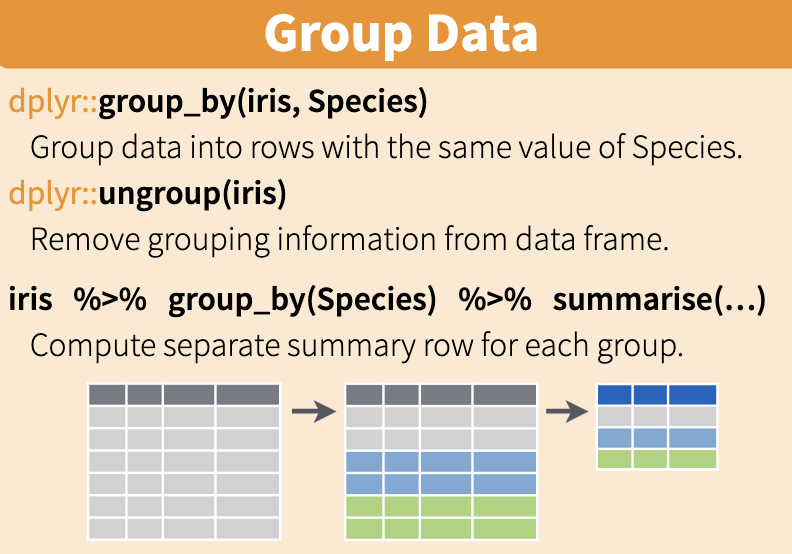 Group Data
dplyr::group_by(iris, Species)
Group data into rows with the same value of Species.
dplyr::ungroup(iris)
Remove grouping information from data frame.
iris %>% group_by(Species) %>% summarise(…)
Compute separate summary row for each group.